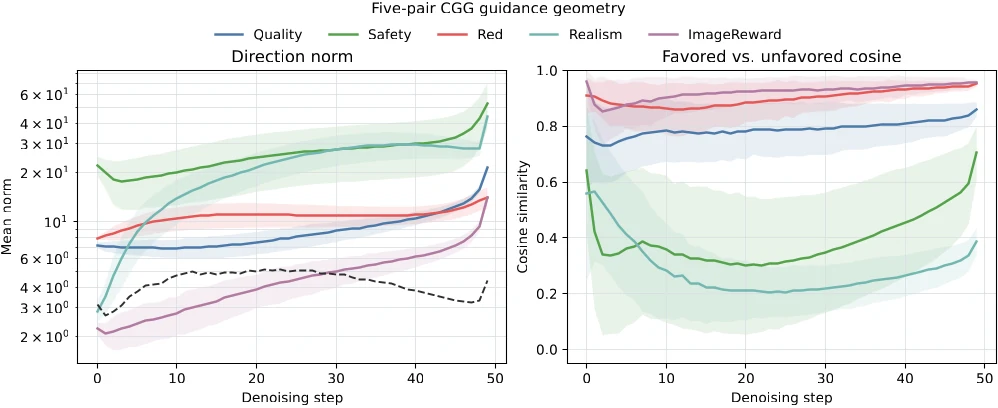 Five-pair CGG guidance geometry
Quality Safety Red Realism ImageReward
Direction norm
Favored vs. unfavored cosine
Mean norm
6 × 10¹
4 × 10¹
3 × 10¹
2 × 10¹
10¹
6 × 10⁰
4 × 10⁰
3 × 10⁰
2 × 10⁰
0 10 20 30 40 50
Denoising step
Cosine similarity
1.0
0.8
0.6
0.4
0.2
0.0
0 10 20 30 40 50
Denoising step